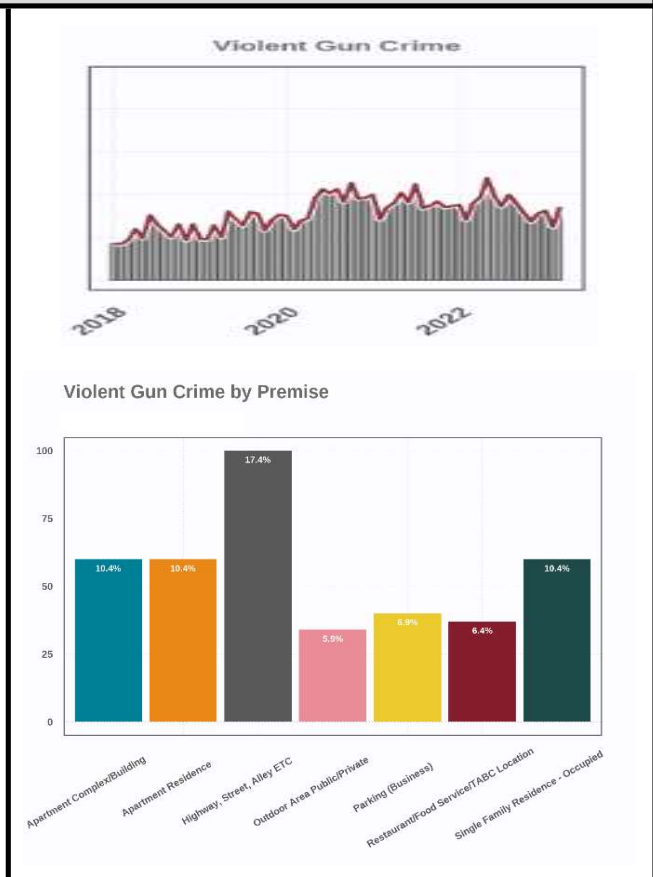 Violent Gun Crime
2018
2020
2022
Violent Gun Crime by Premise
100
75
50
25
0
10.4%
10.4%
17.4%
5.9%
6.9%
6.4%
10.4%
Apartment Complex/Building
Apartment Residence
Highway, Street, Alley ETC
Outdoor Area Public/Private
Parking (Business)
Restaurant/Food Service/TABC Location
Single Family Residence - Occupied